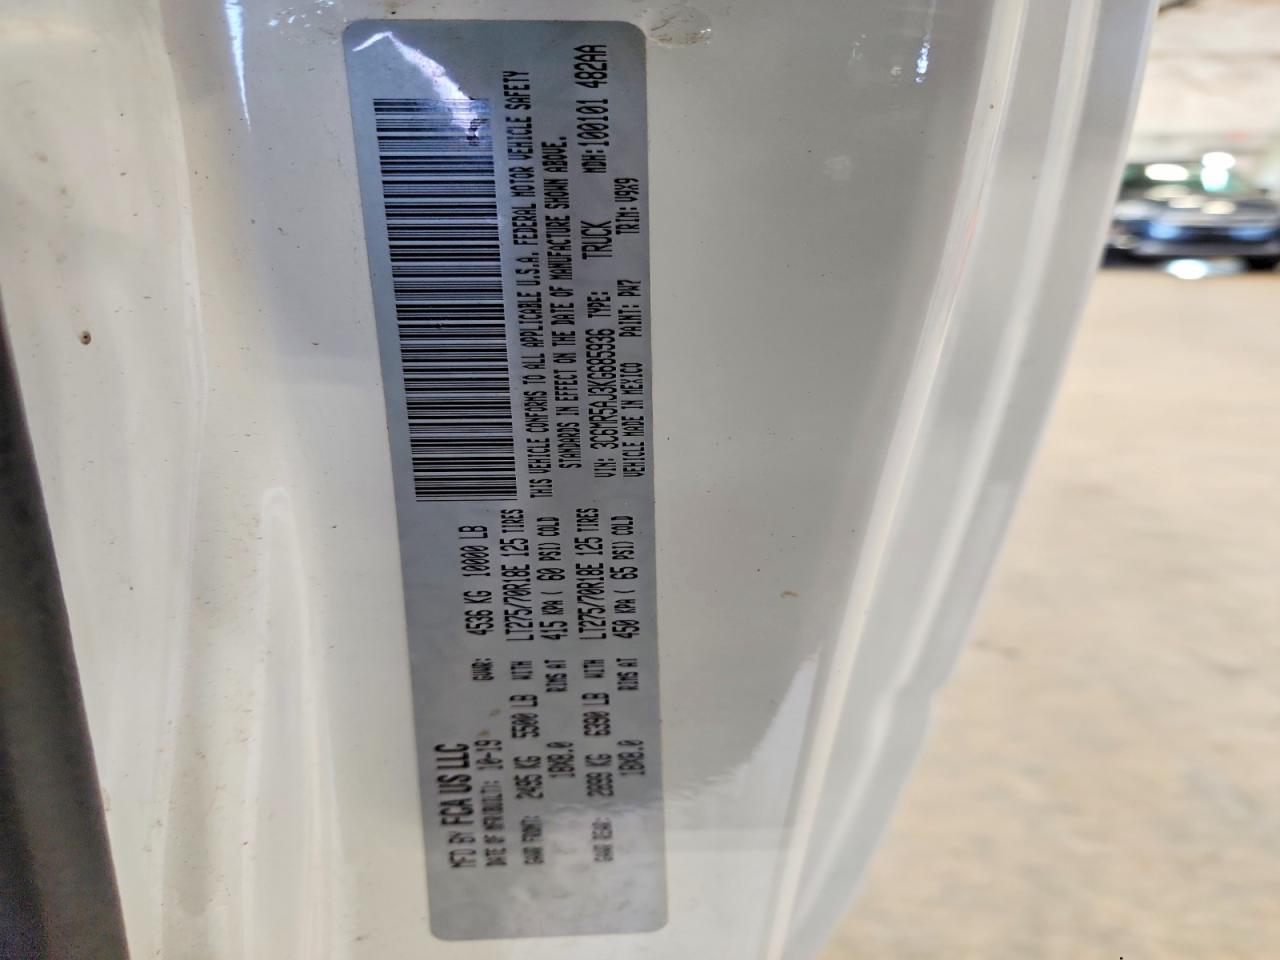 MFD BY FCA US LLC
DATE OF MFR/BUILT: 10-19 GVWR: 4536 KG 10000 LB
GAWR FRONT: 2495 KG 5500 LB WITH LT275/70R18E 125 TIRES
18X8.0 RIMS AT 415 KPA ( 60 PSI) COLD
GAWR REAR: 2899 KG 6390 LB WITH LT275/70R18E 125 TIRES
18X8.0 RIMS AT 450 KPA ( 65 PSI) COLD
THIS VEHICLE CONFORMS TO ALL APPLICABLE U.S.A. FEDERAL MOTOR VEHICLE SAFETY
STANDARDS IN EFFECT ON THE DATE OF MANUFACTURE SHOWN ABOVE.
VIN: 3C6MR5AJ3KG685936 TYPE: TRUCK MDH: 100101 482AA
VEHICLE MADE IN MEXICO PAINT: PW7 TRIM: V9X9